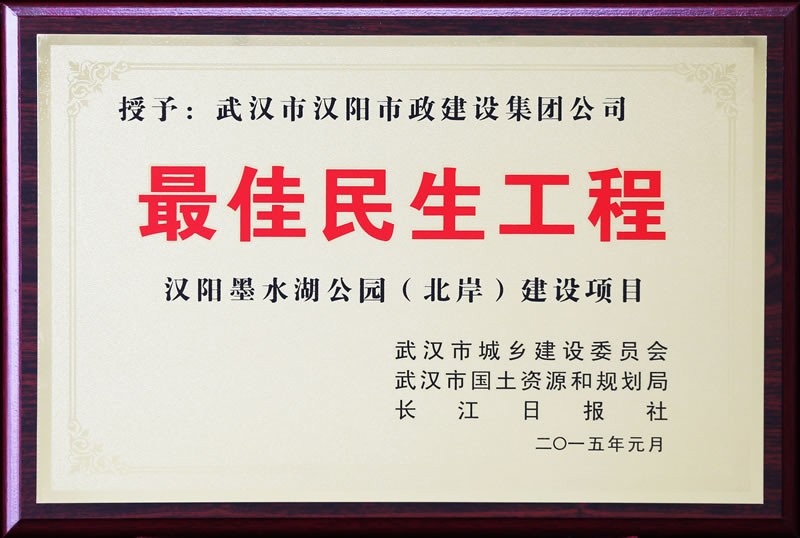 授予：武汉市汉阳市政建设集团公司
最佳民生工程
汉阳墨水湖公园（北岸）建设项目
武汉市城乡建设委员会
武汉市国土资源和规划局
长江日报社
二〇一五年元月